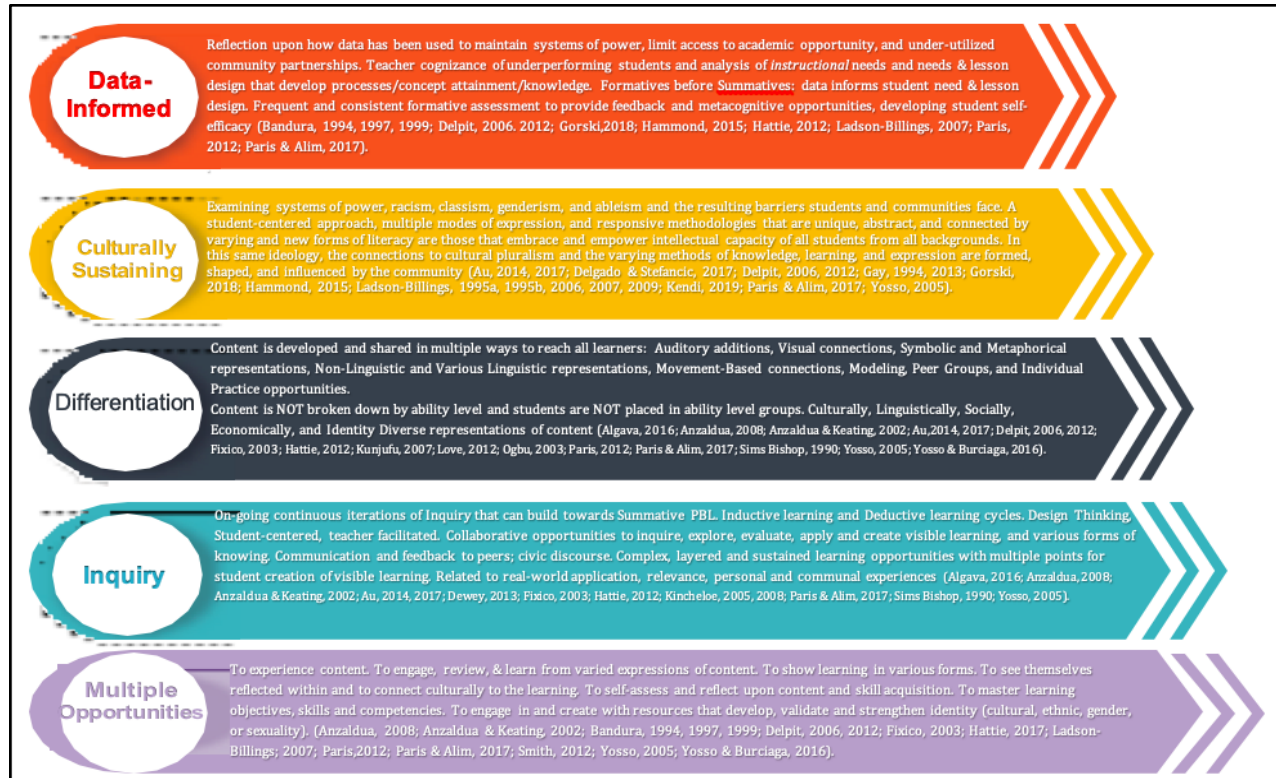 Data-
Informed
Reflection upon how data has been used to maintain systems of power, limit access to academic opportunity, and under-utilized
community partnerships. Teacher cognizance of underperforming students and analysis of instructional needs and needs & lesson
design that develop processes/concept attainment/knowledge.  Formatives before Summatives: data informs student need & lesson
design. Frequent and consistent formative assessment to provide feedback and metacognitive opportunities, developing student self-
efficacy (Bandura, 1994, 1997, 1999; Delpit, 2006. 2012; Gorski,2018; Hammond, 2015; Hattie, 2012; Ladson-Billings, 2007; Paris,
2012; Paris & Alim, 2017).
Culturally
Sustaining
Examining systems of power, racism, classism, genderism, and ableism and the resulting barriers students and communities face. A
student-centered approach, multiple modes of expression, and responsive methodologies that are unique, abstract, and connected by
varying and new forms of literacy are those that embrace and empower intellectual capacity of all students from all backgrounds. In
this same ideology, the connections to cultural pluralism and the varying methods of knowledge, learning, and expression are formed,
shaped, and influenced by the community (Au, 2014, 2017; Delgado & Stefancic, 2017; Delpit, 2006, 2012; Gay, 1994, 2013; Gorski,
2018; Hammond, 2015; Ladson-Billings, 1995a, 1995b, 2006, 2007, 2009; Kendi, 2019; Paris & Alim, 2017; Yosso, 2005).
Differentiation
Content is developed and shared in multiple ways to reach all learners:  Auditory additions, Visual connections, Symbolic and Metaphorical
representations, Non-Linguistic and Various Linguistic representations, Movement-Based connections, Modeling, Peer Groups, and Individual
Practice opportunities.
Content is NOT broken down by ability level and students are NOT placed in ability level groups. Culturally, Linguistically, Socially,
Economically, and Identity Diverse representations of content (Algava, 2016; Anzaldua, 2008; Anzaldua & Keating, 2002; Au,2014, 2017; Delpit, 2006, 2012;
Fixico, 2003; Hattie, 2012; Kunjufu, 2007; Love, 2012; Ogbu, 2003; Paris, 2012; Paris & Alim, 2017; Sims Bishop, 1990; Yosso, 2005; Yosso & Burciaga, 2016).
Inquiry
On-going continuous iterations of Inquiry that can build towards Summative PBL. Inductive learning and Deductive learning cycles. Design Thinking,
Student-centered, teacher facilitated. Collaborative opportunities to inquire, explore, evaluate, apply and create visible learning, and various forms of
knowing. Communication and feedback to peers; civic discourse. Complex, layered and sustained learning opportunities with multiple points for
student creation of visible learning. Related to real-world application, relevance, personal and communal experiences (Algava, 2016; Anzaldua, 2008;
Anzaldua & Keating, 2002; Au, 2014, 2017; Dewey, 2013; Fixico, 2003; Hattie, 2012; Kincheloe, 2005, 2008; Paris & Alim, 2017; Sims Bishop, 1990; Yosso, 2005).
Multiple
Opportunities
To experience content. To engage, review, & learn from varied expressions of content. To show learning in various forms. To see themselves
reflected within and to connect culturally to the learning. To self-assess and reflect upon content and skill acquisition. To master learning
objectives, skills and competencies. To engage in and create with resources that develop, validate and strengthen identity (cultural, ethnic, gender,
or sexuality). (Anzaldua, 2008; Anzaldua & Keating, 2002; Bandura, 1994, 1997, 1999; Delpit, 2006, 2012; Fixico, 2003; Hattie, 2017; Ladson-
Billings; 2007; Paris,2012; Paris & Alim, 2017; Smith, 2012; Yosso, 2005; Yosso & Burciaga, 2016).